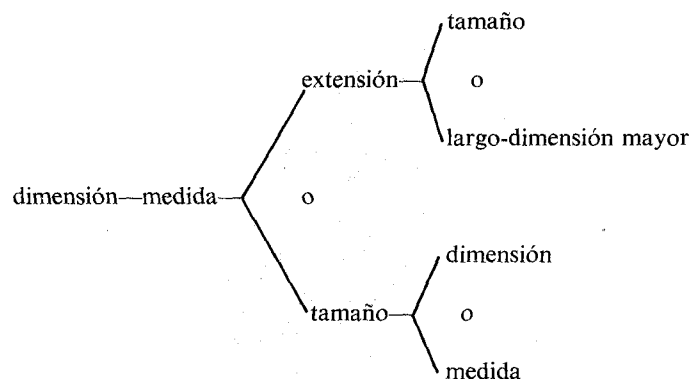 tamaño
extensión— o
largo-dimensión mayor
dimensión—medida— o
dimensión
tamaño— o
medida